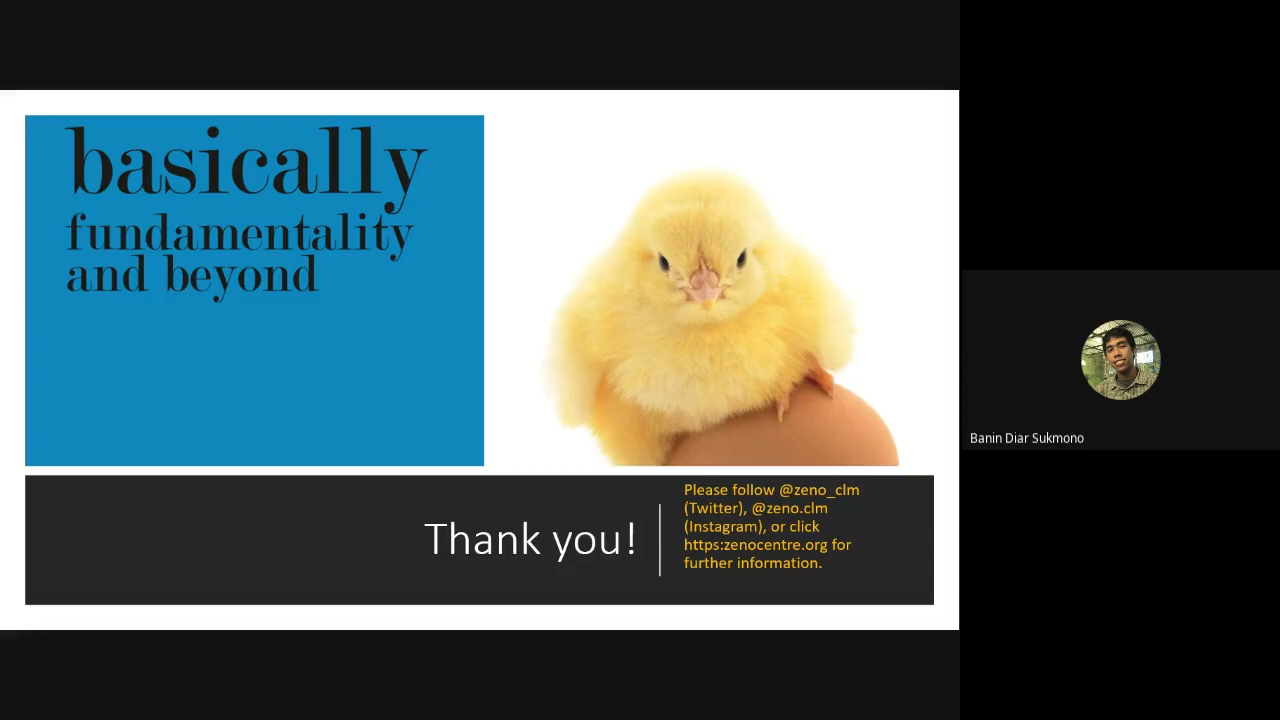 basically
fundamentality
and beyond
Thank you!
Please follow @zeno_clm
(Twitter), @zeno.clm
(Instagram), or click
https:zenocentre.org for
further information.
Banin Diar Sukmono